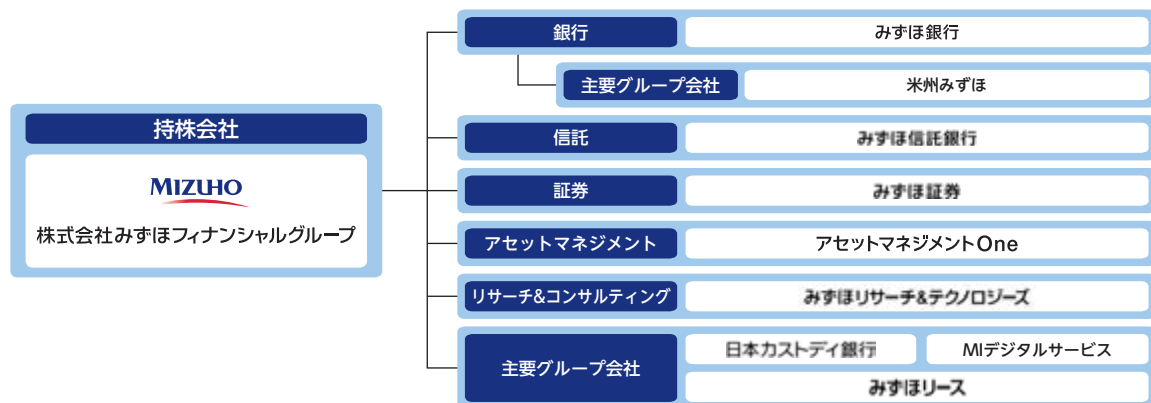 持株会社
MIZUHO
株式会社みずほフィナンシャルグループ
銀行 みずほ銀行
主要グループ会社 米州みずほ
信託 みずほ信託銀行
証券 みずほ証券
アセットマネジメント アセットマネジメントOne
リサーチ&コンサルティング みずほリサーチ&テクノロジーズ
主要グループ会社
日本カストディ銀行 MIデジタルサービス
みずほリース